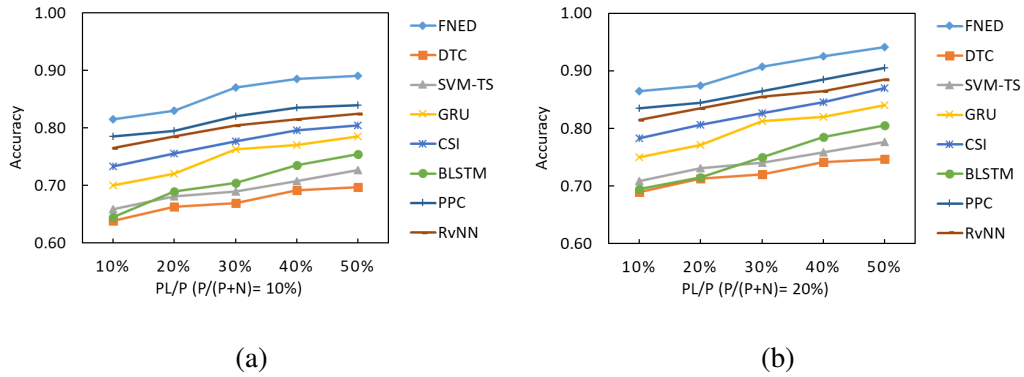 1.00
0.90
0.80
0.70
0.60
Accuracy
10% 20% 30% 40% 50%
PL/P (P/(P+N)= 10%)
FNED
DTC
SVM-TS
GRU
CSI
BLSTM
PPC
RvNN
(a)
1.00
0.90
0.80
0.70
0.60
Accuracy
10% 20% 30% 40% 50%
PL/P (P/(P+N)= 20%)
FNED
DTC
SVM-TS
GRU
CSI
BLSTM
PPC
RvNN
(b)